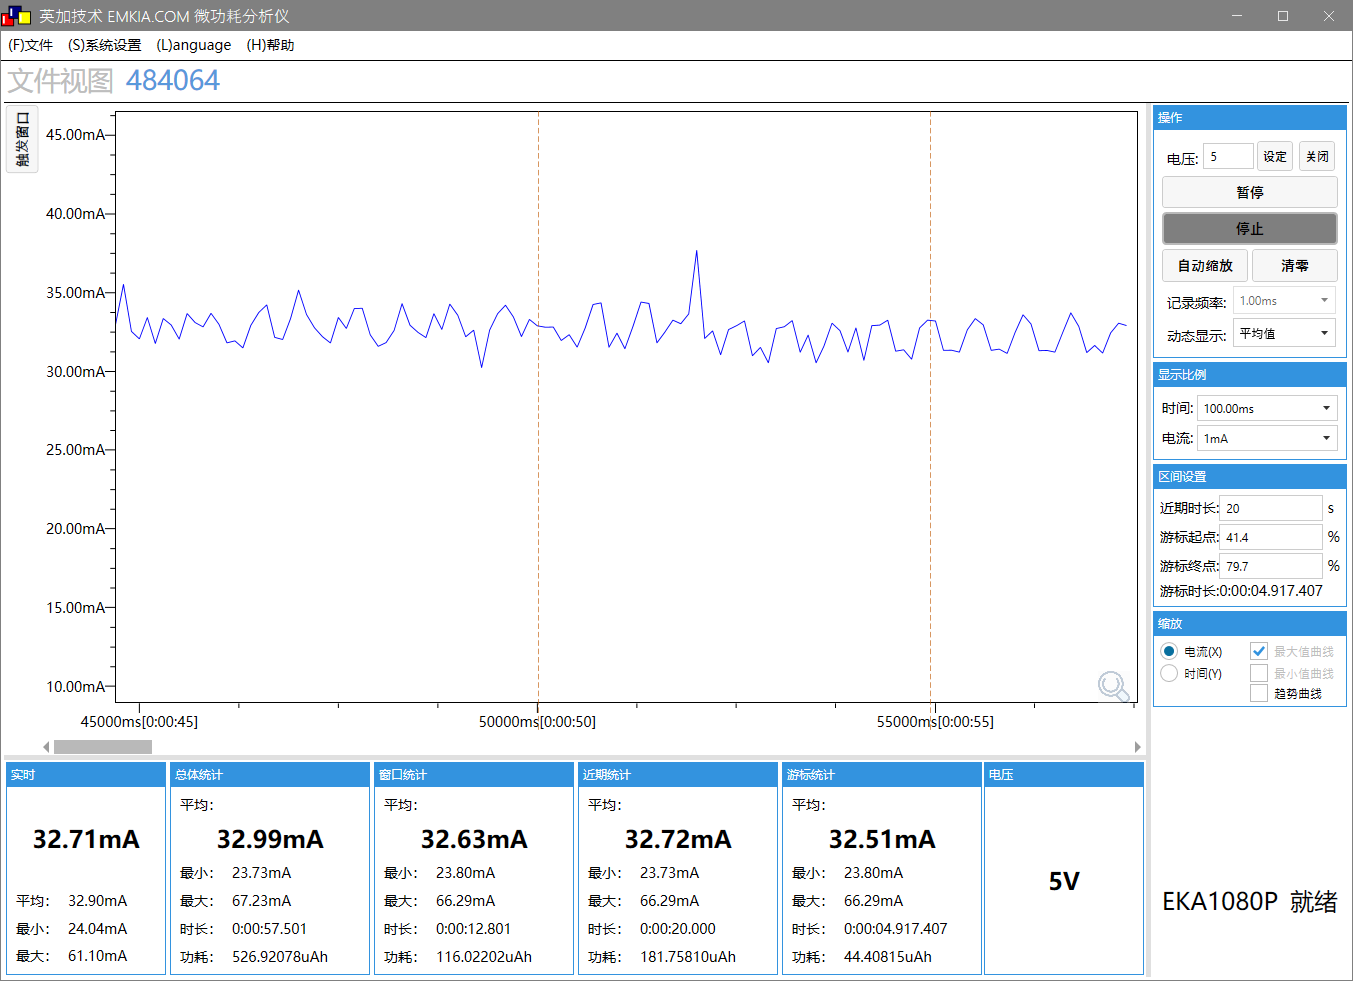 英加技术 EMKIA.COM 微功耗分析仪
(F)文件 (S)系统设置 (L)anguage (H)帮助
文件视图 484064
触发窗口
45.00mA
40.00mA
35.00mA
30.00mA
25.00mA
20.00mA
15.00mA
10.00mA
45000ms[0:00:45] 50000ms[0:00:50] 55000ms[0:00:55]
操作
电压: 5 设定 关闭
暂停
停止
自动缩放 清零
记录频率: 1.00ms
动态显示: 平均值
显示比例
时间: 100.00ms
电流: 1mA
区间设置
近期时长: 20 s
游标起点: 41.4 %
游标终点: 79.7 %
游标时长:0:00:04.917.407
缩放
电流(X) 最大值曲线
时间(Y) 最小值曲线
趋势曲线
实时
32.71mA
平均: 32.90mA
最小: 24.04mA
最大: 61.10mA
总体统计
平均:
32.99mA
最小: 23.73mA
最大: 67.23mA
时长: 0:00:57.501
功耗: 526.92078uAh
窗口统计
平均:
32.63mA
最小: 23.80mA
最大: 66.29mA
时长: 0:00:12.801
功耗: 116.02202uAh
近期统计
平均:
32.72mA
最小: 23.73mA
最大: 66.29mA
时长: 0:00:20.000
功耗: 181.75810uAh
游标统计
平均:
32.51mA
最小: 23.80mA
最大: 66.29mA
时长: 0:00:04.917.407
功耗: 44.40815uAh
电压
5V
EKA1080P 就绪